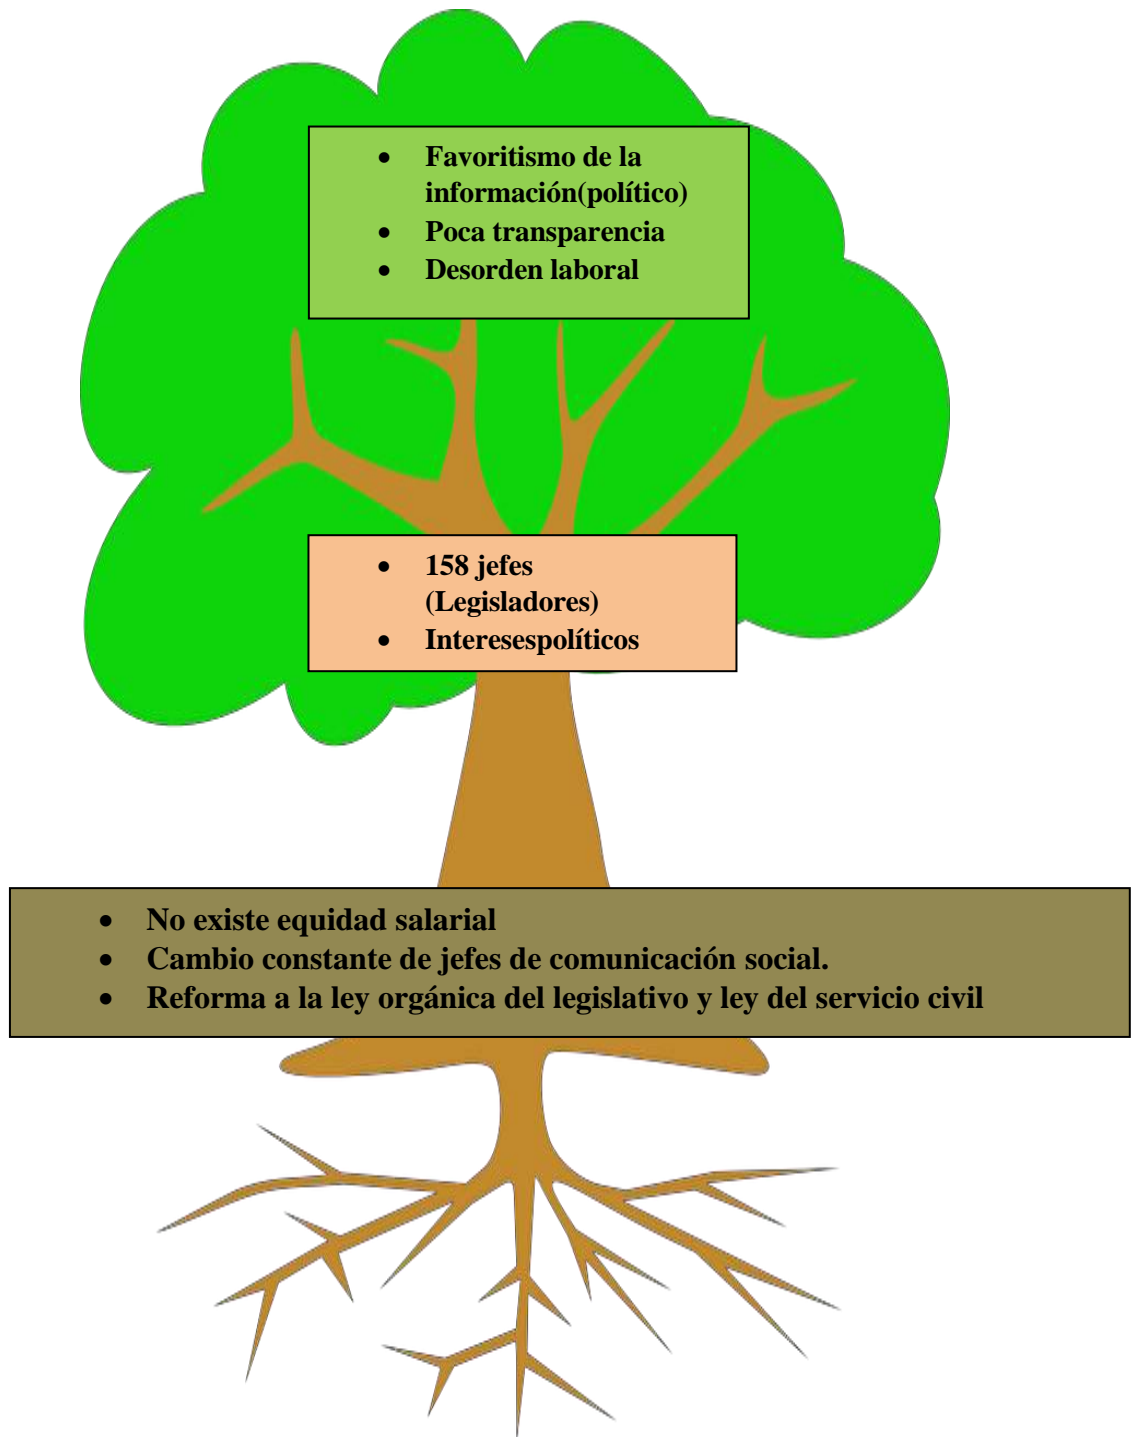 • Favoritismo de la
información(político)
• Poca transparencia
• Desorden laboral
• 158 jefes
(Legisladores)
• Interesespolíticos
• No existe equidad salarial
• Cambio constante de jefes de comunicación social.
• Reforma a la ley orgánica del legislativo y ley del servicio civil